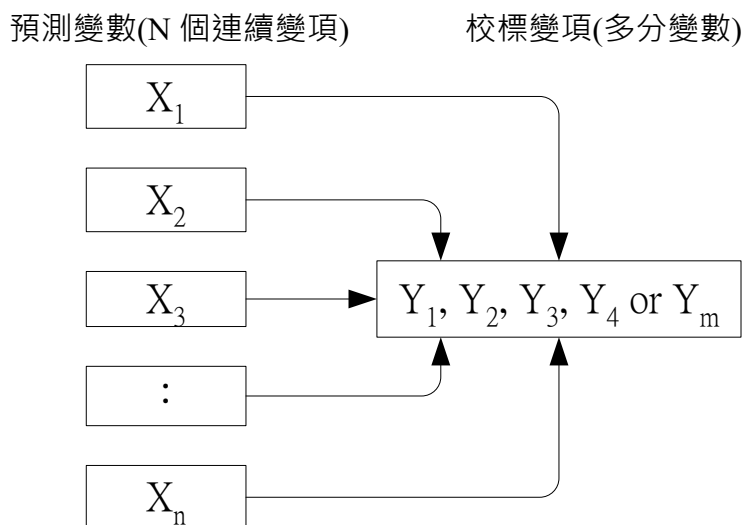 預測變數(N 個連續變項) 校標變項(多分變數)
X₁
X₂
X₃
Y₁, Y₂, Y₃, Y₄ or Yₘ
:
Xₙ